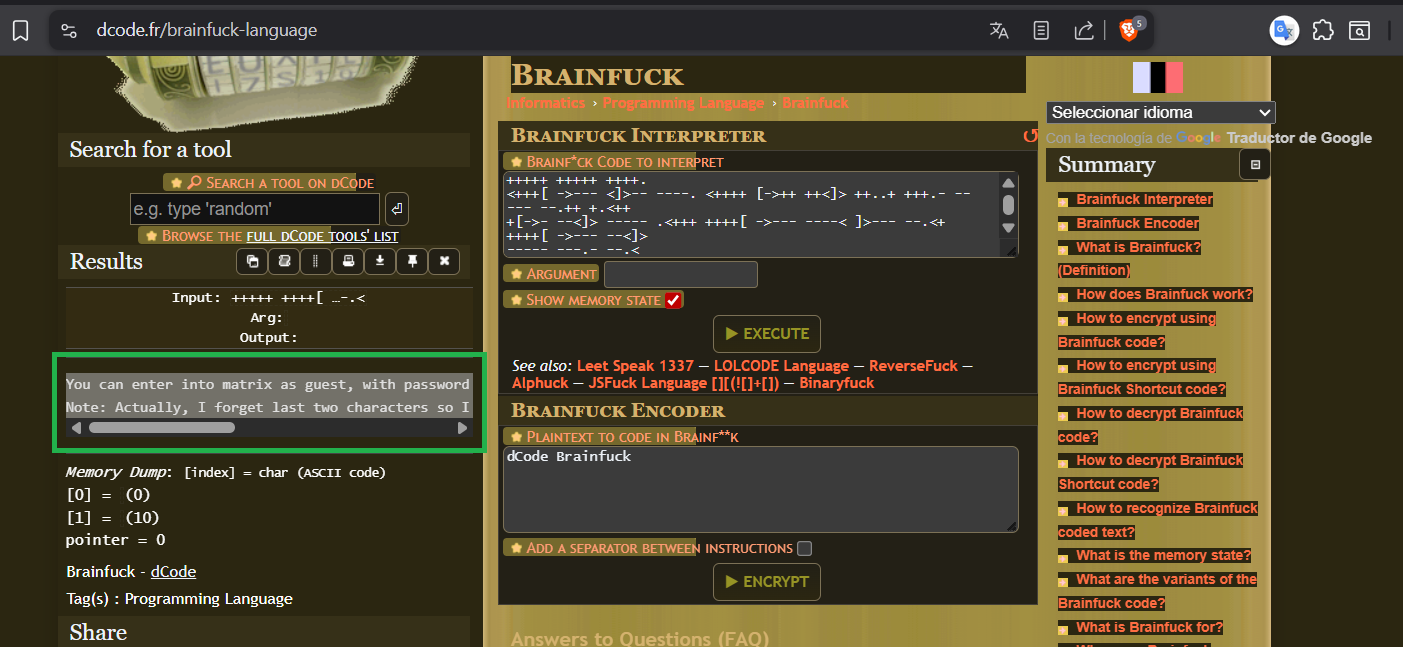 dcode.fr/brainfuck-language
5
Search for a tool
SEARCH A TOOL ON DCODE
e.g. type 'random'
BROWSE THE FULL DCODE TOOLS' LIST
Results
Input: +++++ ++++[ …-.<
Arg:
Output:
You can enter into matrix as guest, with password
Note: Actually, I forget last two characters so I
Memory Dump: [index] = char (ASCII code)
[0] = (0)
[1] = (10)
pointer = 0
Brainfuck - dCode
Tag(s) : Programming Language
Share
BRAINFUCK
Informatics › Programming Language › Brainfuck
BRAINFUCK INTERPRETER
BRAINF*CK CODE TO INTERPRET
+++++ +++++ ++++.
<+++[ ->--- <]>-- ----. <++++ [->++ ++<]> ++..+ +++.- --
--- --.++ +.<++
+[->- --<]> ----- .<+++ ++++[ ->--- ----< ]>--- --.<+
++++[ ->--- --<]>
----- ---.- --.<
ARGUMENT
SHOW MEMORY STATE
EXECUTE
See also: Leet Speak 1337 — LOLCODE Language — ReverseFuck —
Alphuck — JSFuck Language [][(![]+[]) — Binaryfuck
BRAINFUCK ENCODER
PLAINTEXT TO CODE IN BRAINF**K
dCode Brainfuck
ADD A SEPARATOR BETWEEN INSTRUCTIONS
ENCRYPT
Answers to Questions (FAQ)
Seleccionar idioma
Con la tecnología de Google Traductor de Google
Summary
Brainfuck Interpreter
Brainfuck Encoder
What is Brainfuck?
(Definition)
How does Brainfuck work?
How to encrypt using
Brainfuck code?
How to encrypt using
Brainfuck Shortcut code?
How to decrypt Brainfuck
code?
How to decrypt Brainfuck
Shortcut code?
How to recognize Brainfuck
coded text?
What is the memory state?
What are the variants of the
Brainfuck code?
What is Brainfuck for?